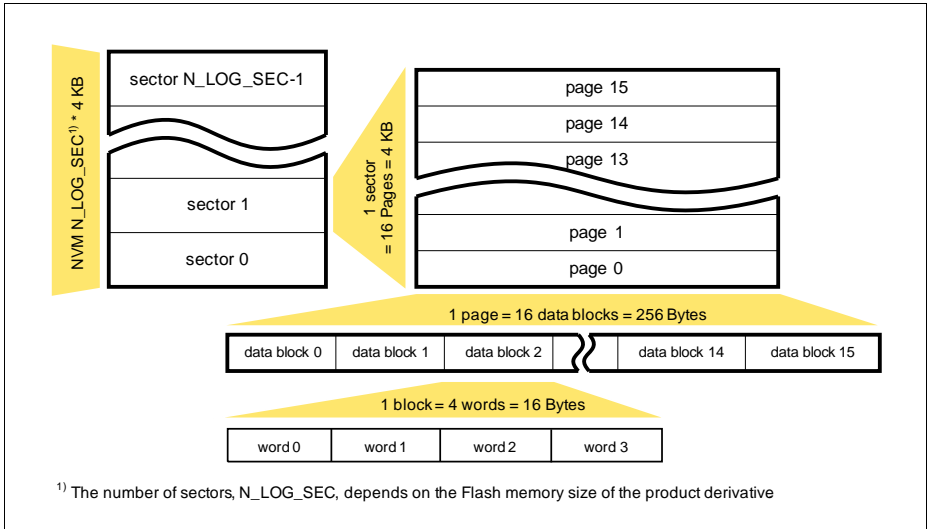 NVM N_LOG_SEC1) * 4 KB
sector N_LOG_SEC-1
sector 1
sector 0
1 sector
= 16 Pages = 4 KB
page 15
page 14
page 13
page 1
page 0
1 page = 16 data blocks = 256 Bytes
data block 0 data block 1 data block 2 data block 14 data block 15
1 block = 4 words = 16 Bytes
word 0 word 1 word 2 word 3
1) The number of sectors, N_LOG_SEC, depends on the Flash memory size of the product derivative